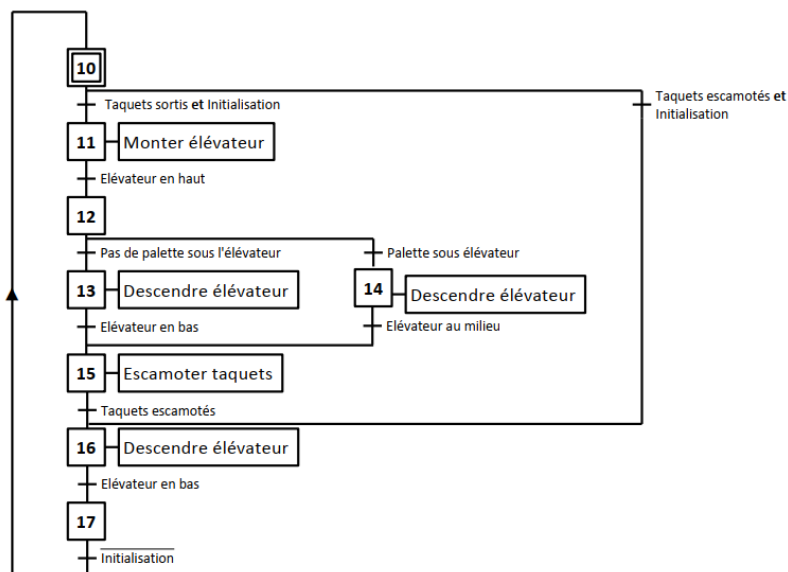 10
Taquets sortis et Initialisation
Taquets escamotés et
Initialisation
11
Monter élévateur
Elévateur en haut
12
Pas de palette sous l'élévateur
Palette sous élévateur
13
Descendre élévateur
14
Descendre élévateur
Elévateur en bas
Elévateur au milieu
15
Escamoter taquets
Taquets escamotés
16
Descendre élévateur
Elévateur en bas
17
Initialisation